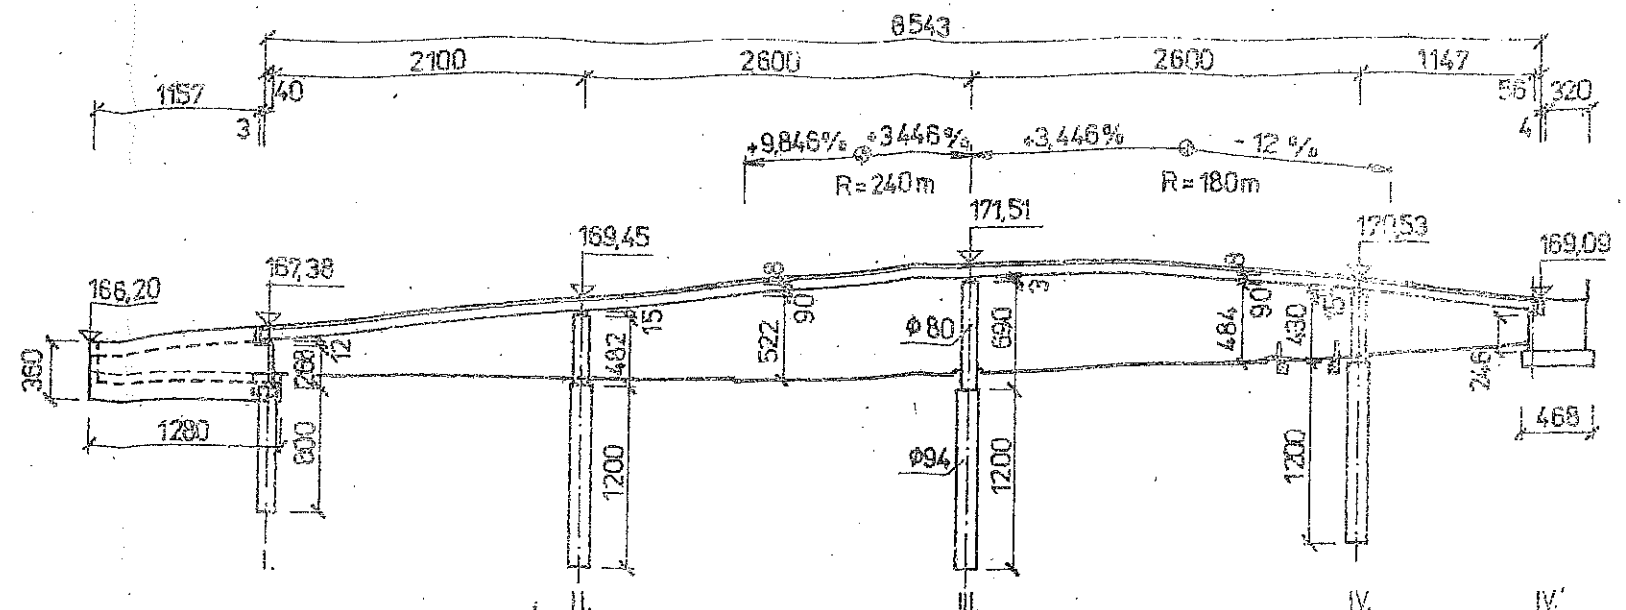 8543
2100 2600 2600 1147
1157 40 56 320
3 4
+9,846% +3,446% +3,446% -12 %
R=240m R=180m
171,51
169,45 170,53
167,38 169,09
166,20
8 8
90 3 90
15
12
360 268 482 522 Φ80 690 484 430 246
1280 800 1200 Φ94 1200 1200 468
I. II. III. IV. IV.'